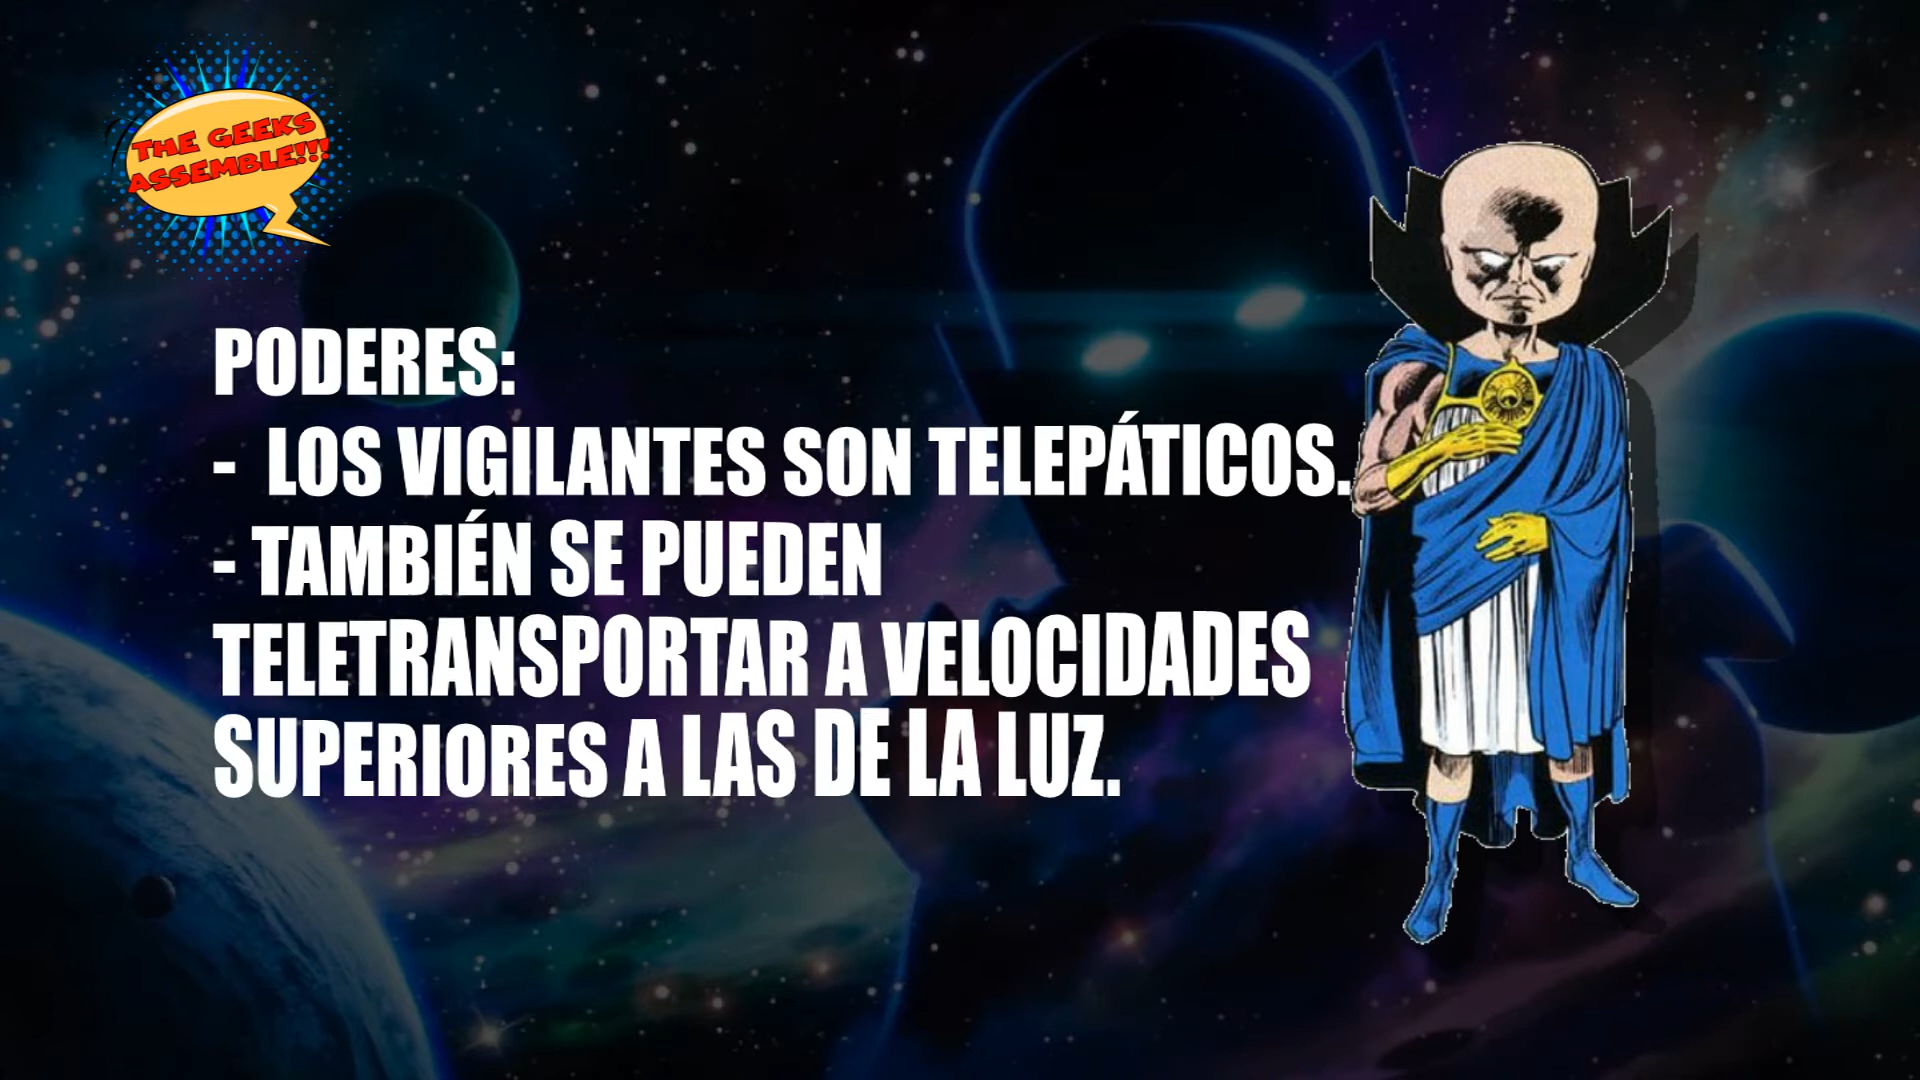 THE GEEKS
ASSEMBLE!!!
PODERES:
- LOS VIGILANTES SON TELEPÁTICOS.
- TAMBIÉN SE PUEDEN
TELETRANSPORTAR A VELOCIDADES
SUPERIORES A LAS DE LA LUZ.